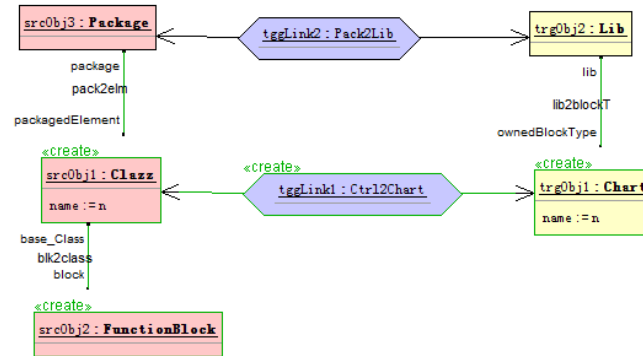 srcObj3 : Package
tggLink2 : Pack2Lib
trgObj2 : Lib
package
lib
pack2elm
lib2blockT
packagedElement
ownedBlockType
«create»
«create»
«create»
srcObj1 : Clazz
tggLink1 : Ctrl2Chart
trgObj1 : Chart
name := n
name := n
base_Class
blk2class
block
«create»
srcObj2 : FunctionBlock